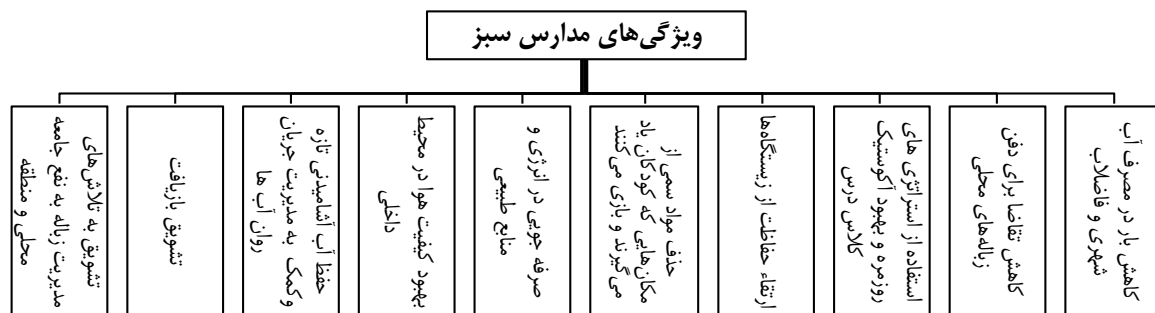 ویژگی‌های مدارس سبز
کاهش بار در مصرف آب
شهری و فاضلاب
کاهش تقاضا برای دفن
زباله‌های محلی
استفاده از استراتژی های
روزمره و بهبود آکوستیک
کلاس درس
ارتقاء حفاظت از زیستگاه‌ها
حذف مواد سمی از
مکان‌هایی که کودکان یاد
می‌گیرند و بازی می‌کنند
صرفه جویی در انرژی و
منابع طبیعی
بهبود کیفیت هوا در محیط
داخلی
حفظ آب آشامیدنی تازه
وکمک به مدیریت جریان
روان آب ها
تشویق بازیافت
تشویق به تلاش‌های
مدیریت زباله به نفع جامعه
محلی و منطقه